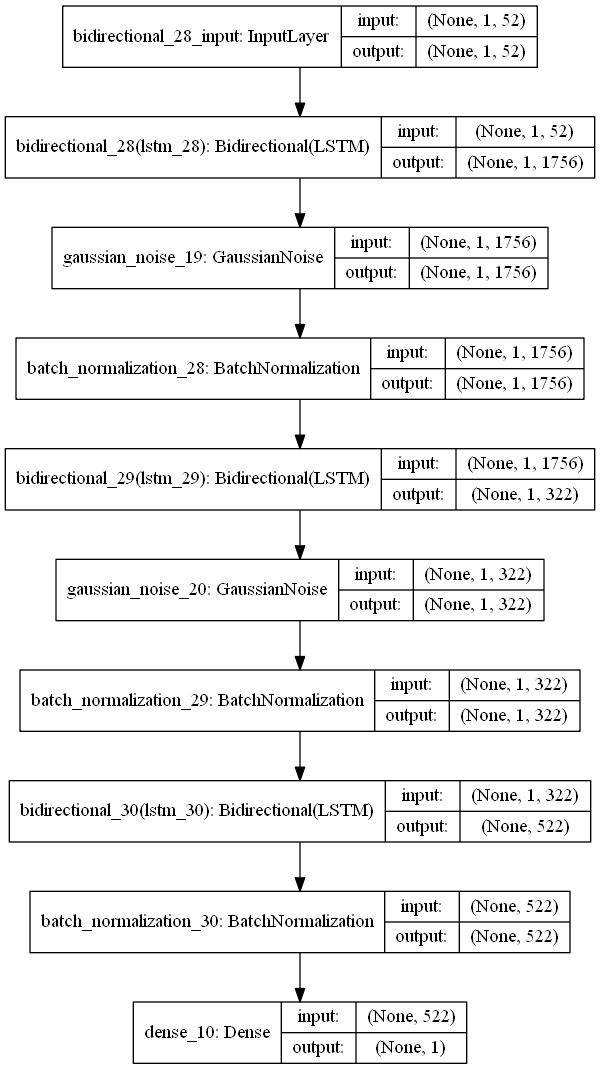 bidirectional_28_input: InputLayer
input: (None, 1, 52)
output: (None, 1, 52)
bidirectional_28(lstm_28): Bidirectional(LSTM)
input: (None, 1, 52)
output: (None, 1, 1756)
gaussian_noise_19: GaussianNoise
input: (None, 1, 1756)
output: (None, 1, 1756)
batch_normalization_28: BatchNormalization
input: (None, 1, 1756)
output: (None, 1, 1756)
bidirectional_29(lstm_29): Bidirectional(LSTM)
input: (None, 1, 1756)
output: (None, 1, 322)
gaussian_noise_20: GaussianNoise
input: (None, 1, 322)
output: (None, 1, 322)
batch_normalization_29: BatchNormalization
input: (None, 1, 322)
output: (None, 1, 322)
bidirectional_30(lstm_30): Bidirectional(LSTM)
input: (None, 1, 322)
output: (None, 522)
batch_normalization_30: BatchNormalization
input: (None, 522)
output: (None, 522)
dense_10: Dense
input: (None, 522)
output: (None, 1)